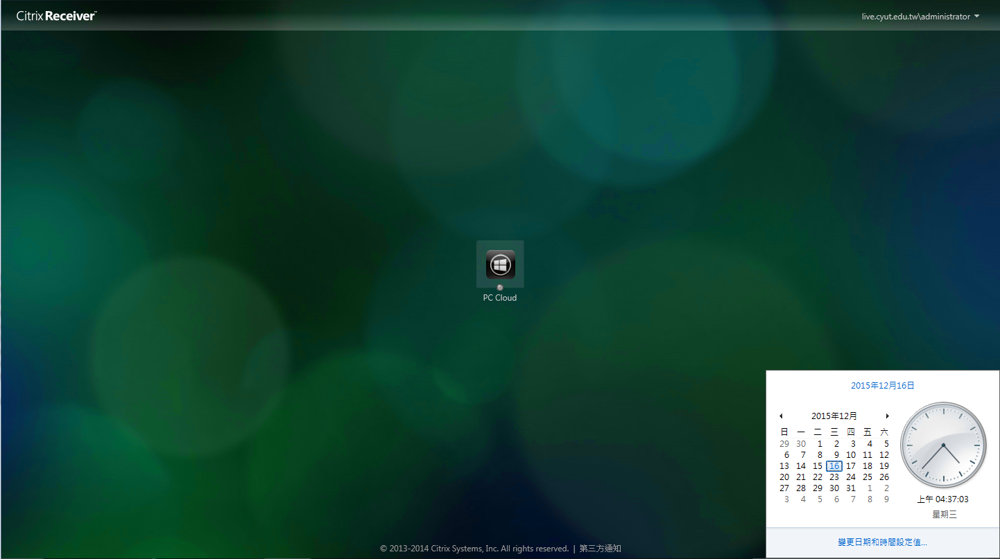 Citrix Receiver™
live.cyut.edu.tw\administrator
PC Cloud
2015年12月16日
2015年12月
日 一 二 三 四 五 六
29 30 1 2 3 4 5
6 7 8 9 10 11 12
13 14 15 16 17 18 19
20 21 22 23 24 25 26
27 28 29 30 31 1 2
3 4 5 6 7 8 9
上午 04:37:03
星期三
變更日期和時間設定值...
© 2013-2014 Citrix Systems, Inc. All rights reserved. | 第三方通知